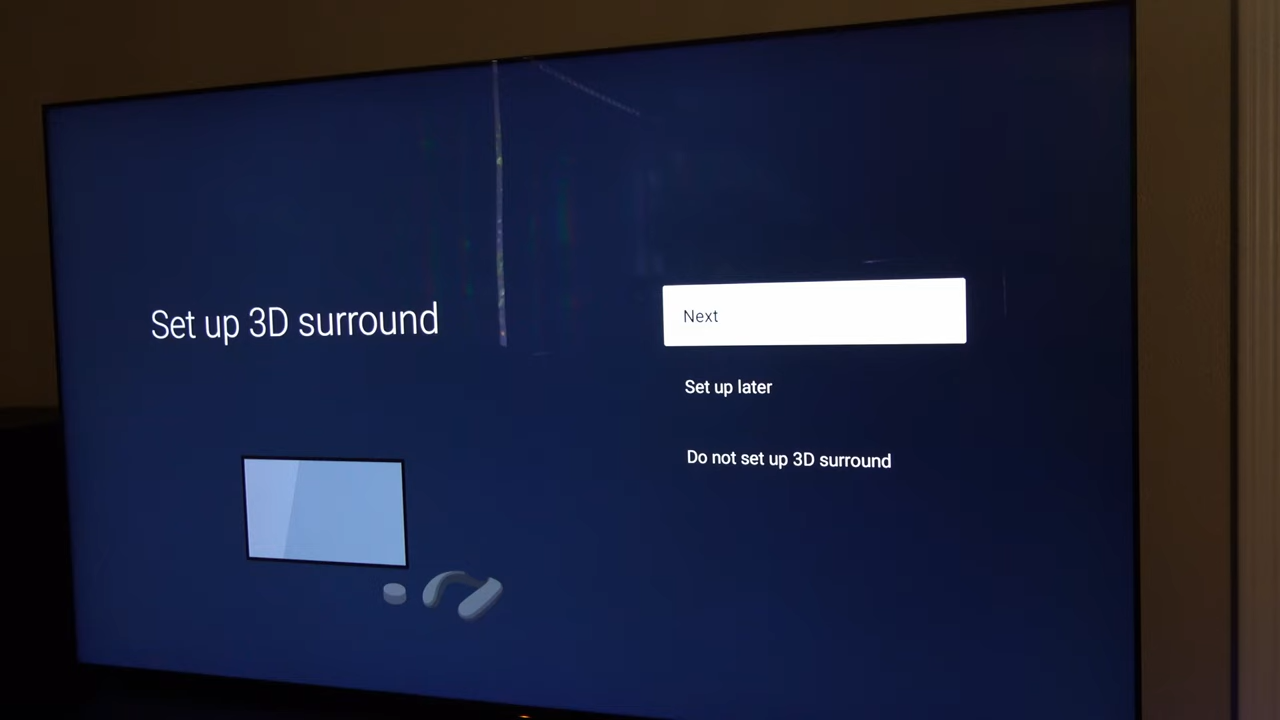 Set up 3D surround
Next
Set up later
Do not set up 3D surround